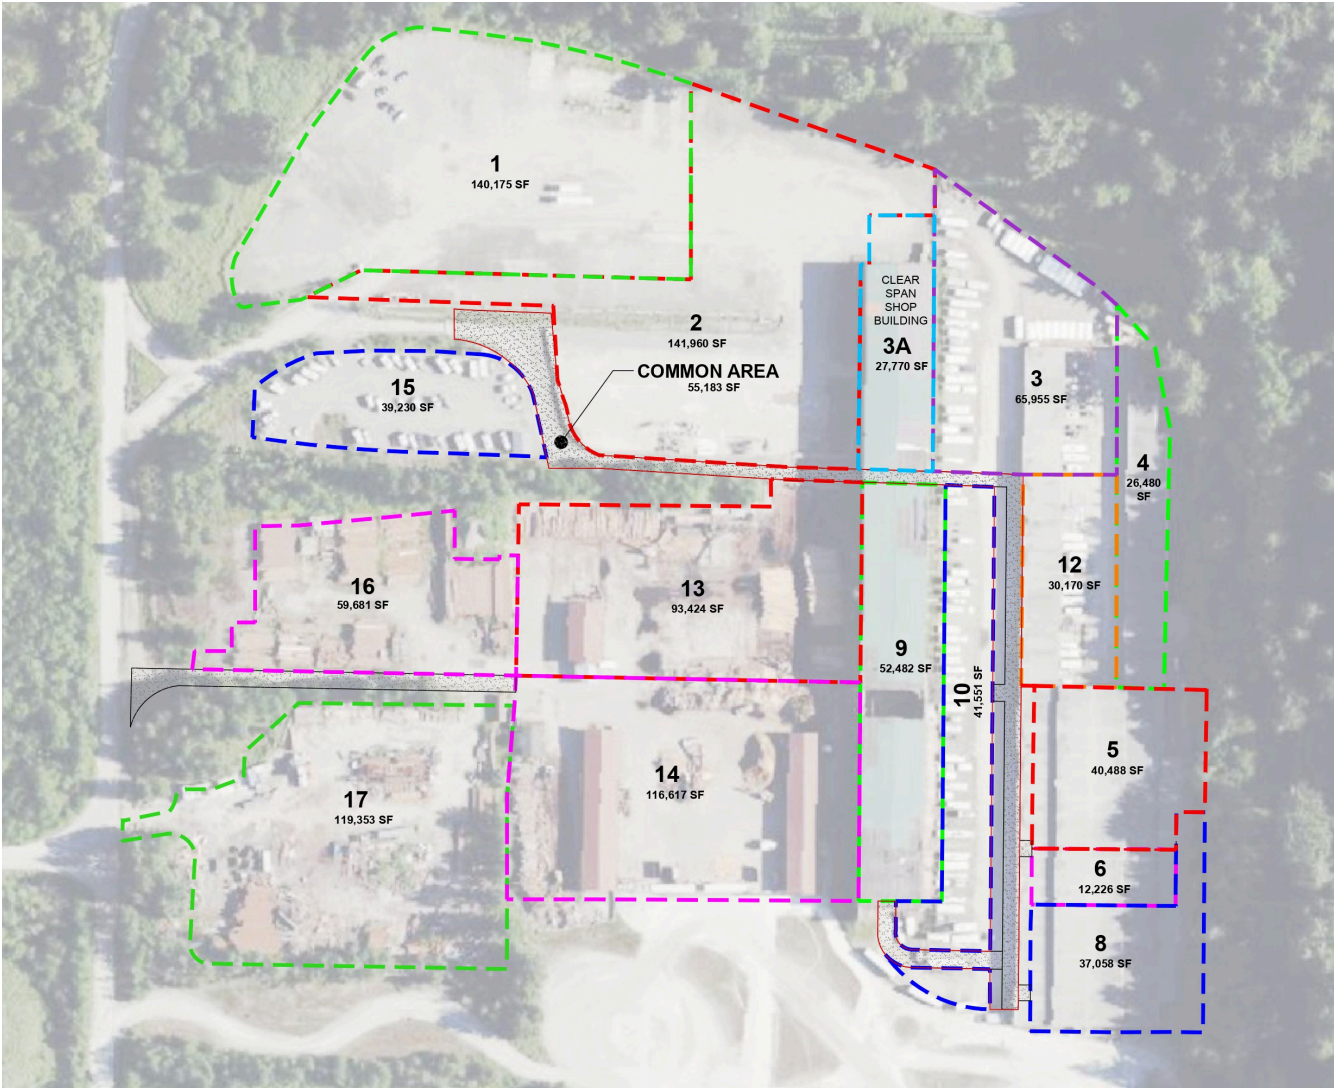 1
140,175 SF
2
141,960 SF
CLEAR
SPAN
SHOP
BUILDING
3A
27,770 SF
COMMON AREA
55,183 SF
3
65,955 SF
15
39,230 SF
4
26,480
SF
16
59,681 SF
13
93,424 SF
12
30,170 SF
9
52,482 SF
10
41,551 SF
5
40,488 SF
14
116,617 SF
17
119,353 SF
6
12,226 SF
8
37,058 SF